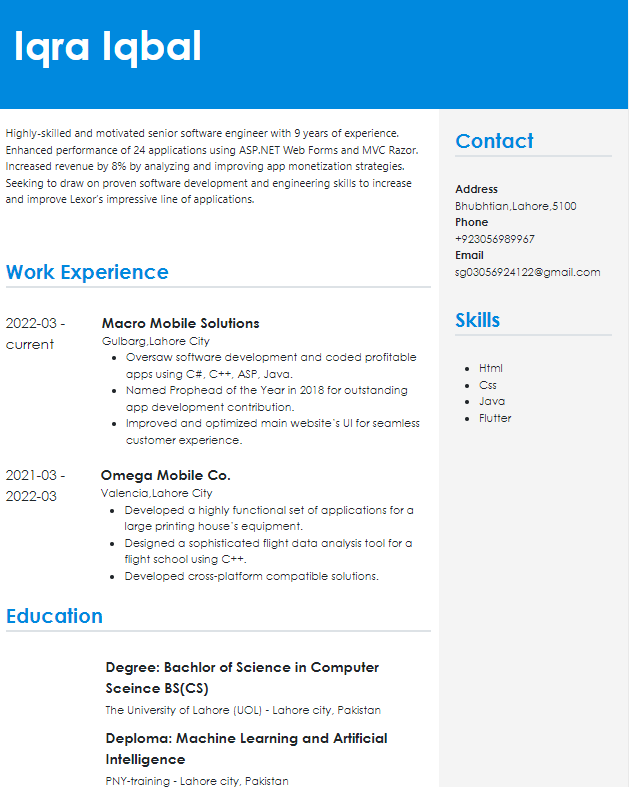 Iqra Iqbal
Highly-skilled and motivated senior software engineer with 9 years of experience.
Enhanced performance of 24 applications using ASP.NET Web Forms and MVC Razor.
Increased revenue by 8% by analyzing and improving app monetization strategies.
Seeking to draw on proven software development and engineering skills to increase
and improve Lexor's impressive line of applications.
Work Experience
2022-03 -
current
Macro Mobile Solutions
Gulbarg,Lahore City
• Oversaw software development and coded profitable
apps using C#, C++, ASP, Java.
• Named Prophead of the Year in 2018 for outstanding
app development contribution.
• Improved and optimized main website's UI for seamless
customer experience.
2021-03 -
2022-03
Omega Mobile Co.
Valencia,Lahore City
• Developed a highly functional set of applications for a
large printing house's equipment.
• Designed a sophisticated flight data analysis tool for a
flight school using C++.
• Developed cross-platform compatible solutions.
Education
Degree: Bachlor of Science in Computer
Sceince BS(CS)
The University of Lahore (UOL) - Lahore city, Pakistan
Deploma: Machine Learning and Artificial
Intelligence
PNY-training - Lahore city, Pakistan
Contact
Address
Bhubhtian,Lahore,5100
Phone
+923056989967
Email
sg03056924122@gmail.com
Skills
• Html
• Css
• Java
• Flutter